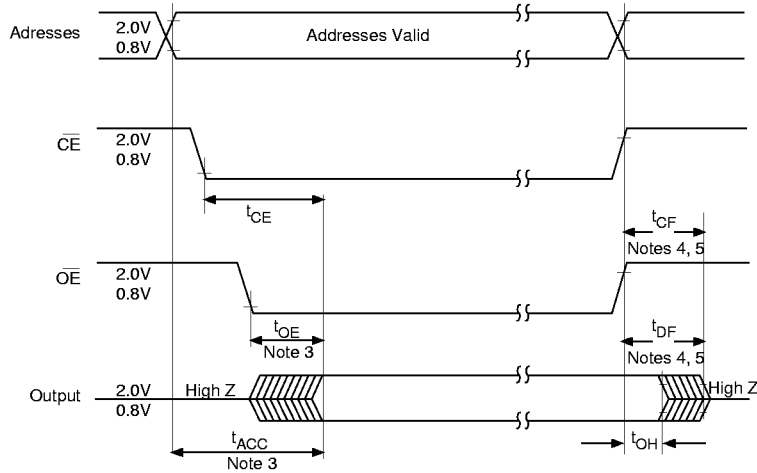 Adresses
2.0V
0.8V
Addresses Valid
CE
2.0V
0.8V
tCE
tCF
Notes 4, 5
OE
2.0V
0.8V
tOE
Note 3
tDF
Notes 4, 5
Output
2.0V
0.8V
High Z
High Z
tACC
Note 3
tOH